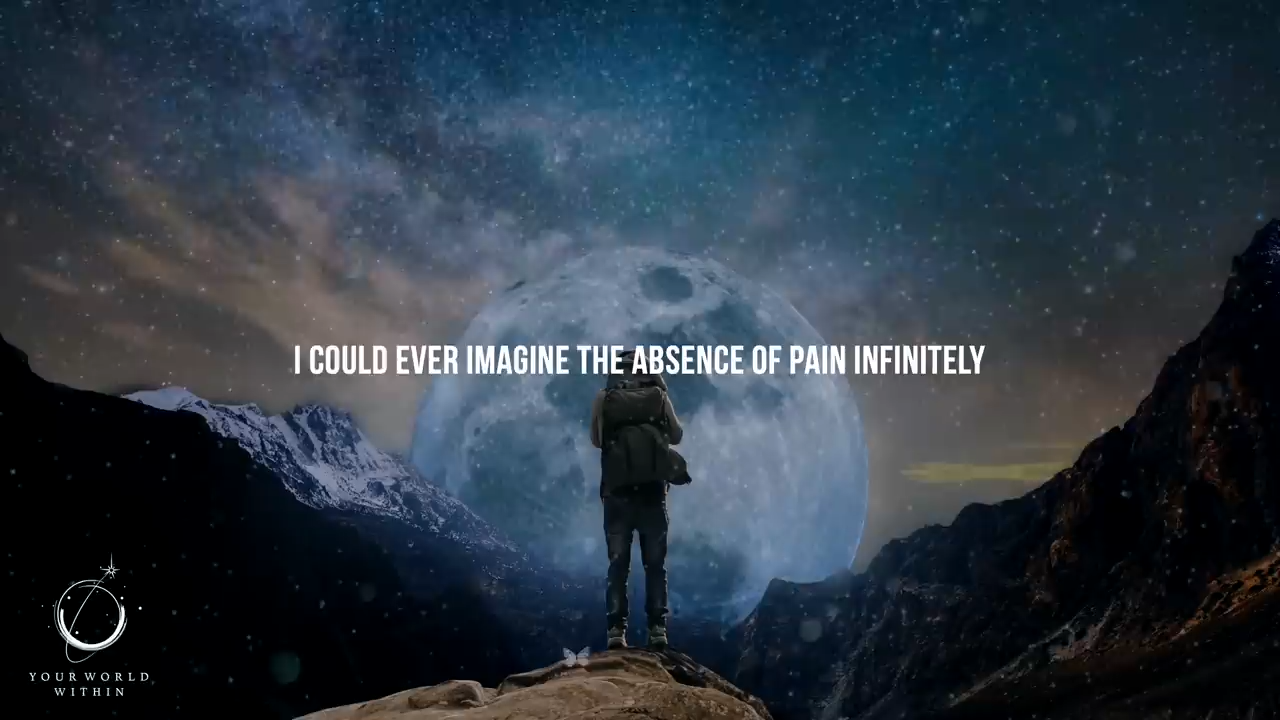 I COULD EVER IMAGINE THE ABSENCE OF PAIN INFINITELY
YOUR WORLD
WITHIN